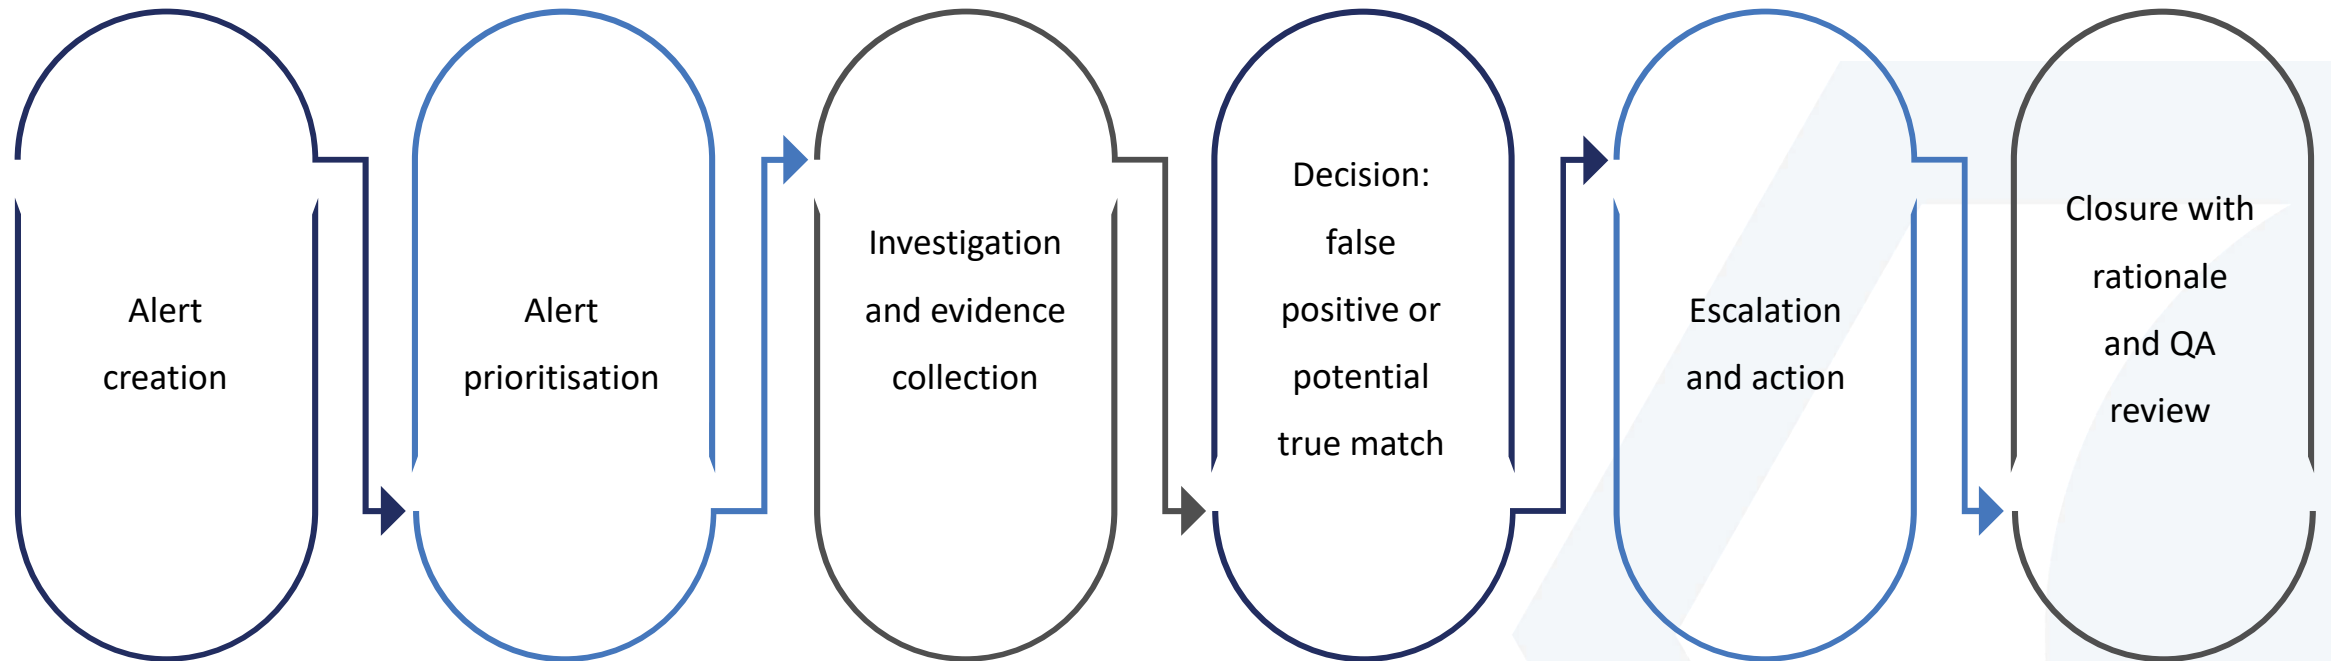 Alert
creation
Alert
prioritisation
Investigation
and evidence
collection
Decision:
false
positive or
potential
true match
Escalation
and action
Closure with
rationale
and QA
review